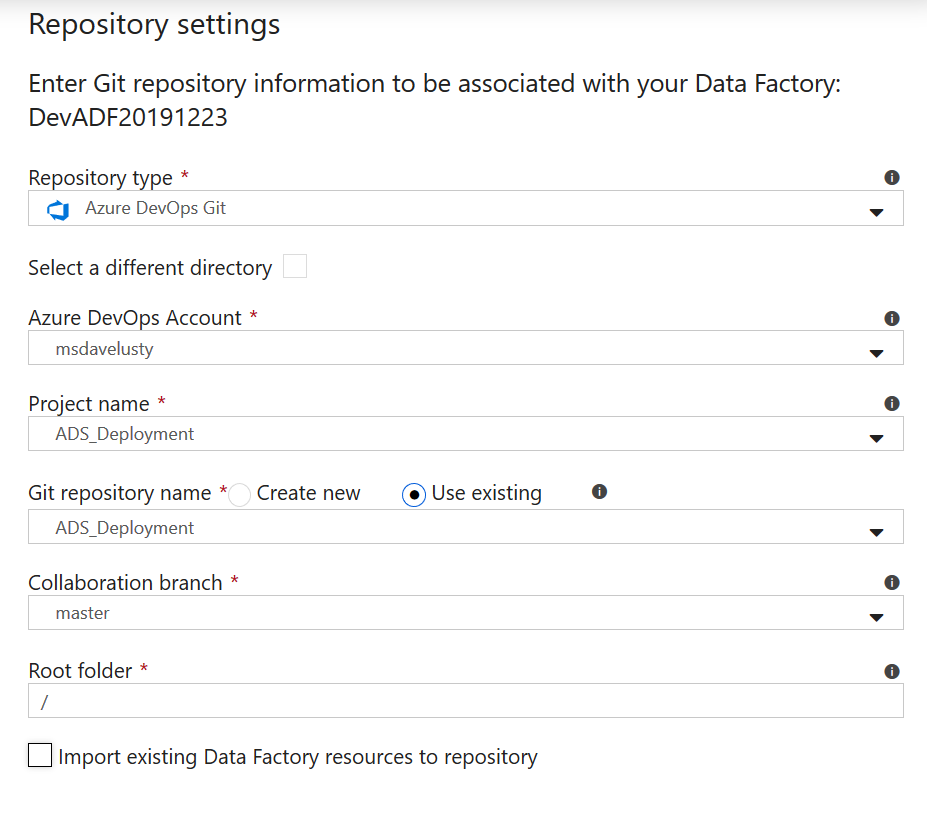 Repository settings
Enter Git repository information to be associated with your Data Factory:
DevADF20191223
Repository type *
Azure DevOps Git
Select a different directory
Azure DevOps Account *
msdavelusty
Project name *
ADS_Deployment
Git repository name * Create new Use existing
ADS_Deployment
Collaboration branch *
master
Root folder *
/
Import existing Data Factory resources to repository